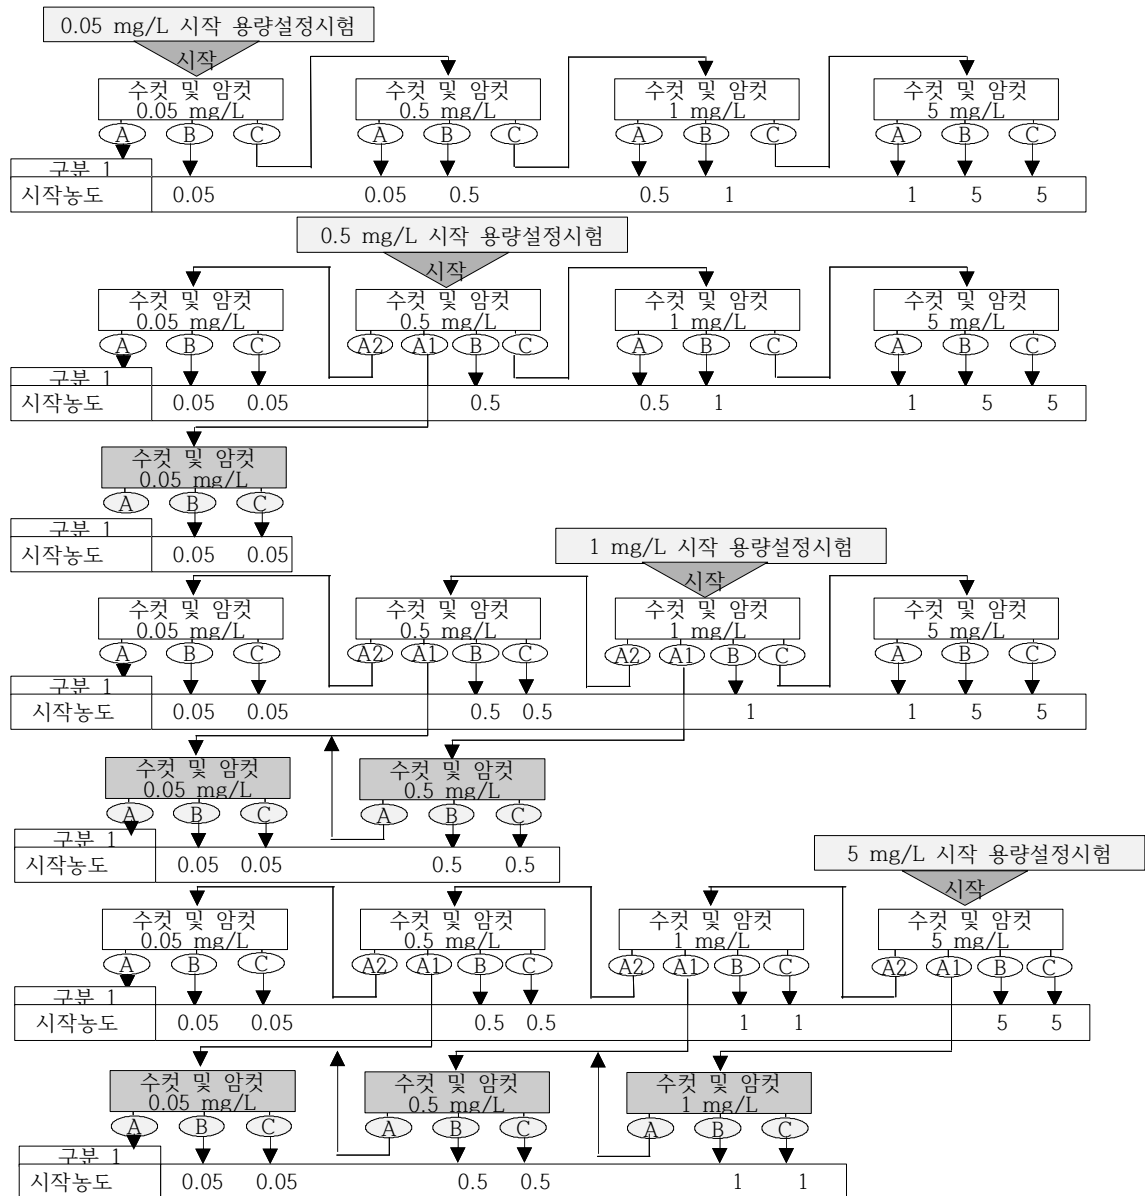 0.05 mg/L 시작 용량설정시험
시작
수컷 및 암컷 수컷 및 암컷 수컷 및 암컷 수컷 및 암컷
0.05 mg/L 0.5 mg/L 1 mg/L 5 mg/L
A B C A B C A B C A B C
구분 1
시작농도 0.05 0.05 0.5 0.5 1 1 5 5
0.5 mg/L 시작 용량설정시험
시작
수컷 및 암컷 수컷 및 암컷 수컷 및 암컷 수컷 및 암컷
0.05 mg/L 0.5 mg/L 1 mg/L 5 mg/L
A B C A2 A1 B C A B C A B C
구분 1
시작농도 0.05 0.05 0.5 0.5 1 1 5 5
수컷 및 암컷
0.05 mg/L
A B C
구분 1
시작농도 0.05 0.05
1 mg/L 시작 용량설정시험
시작
수컷 및 암컷 수컷 및 암컷 수컷 및 암컷 수컷 및 암컷
0.05 mg/L 0.5 mg/L 1 mg/L 5 mg/L
A B C A2 A1 B C A2 A1 B C A B C
구분 1
시작농도 0.05 0.05 0.5 0.5 1 1 5 5
수컷 및 암컷 수컷 및 암컷
0.05 mg/L 0.5 mg/L
A B C A B C
구분 1
시작농도 0.05 0.05 0.5 0.5
5 mg/L 시작 용량설정시험
시작
수컷 및 암컷 수컷 및 암컷 수컷 및 암컷 수컷 및 암컷
0.05 mg/L 0.5 mg/L 1 mg/L 5 mg/L
A B C A2 A1 B C A2 A1 B C A2 A1 B C
구분 1
시작농도 0.05 0.05 0.5 0.5 1 1 5 5
수컷 및 암컷 수컷 및 암컷 수컷 및 암컷
0.05 mg/L 0.5 mg/L 1 mg/L
A B C A B C A B C
구분 1
시작농도 0.05 0.05 0.5 0.5 1 1